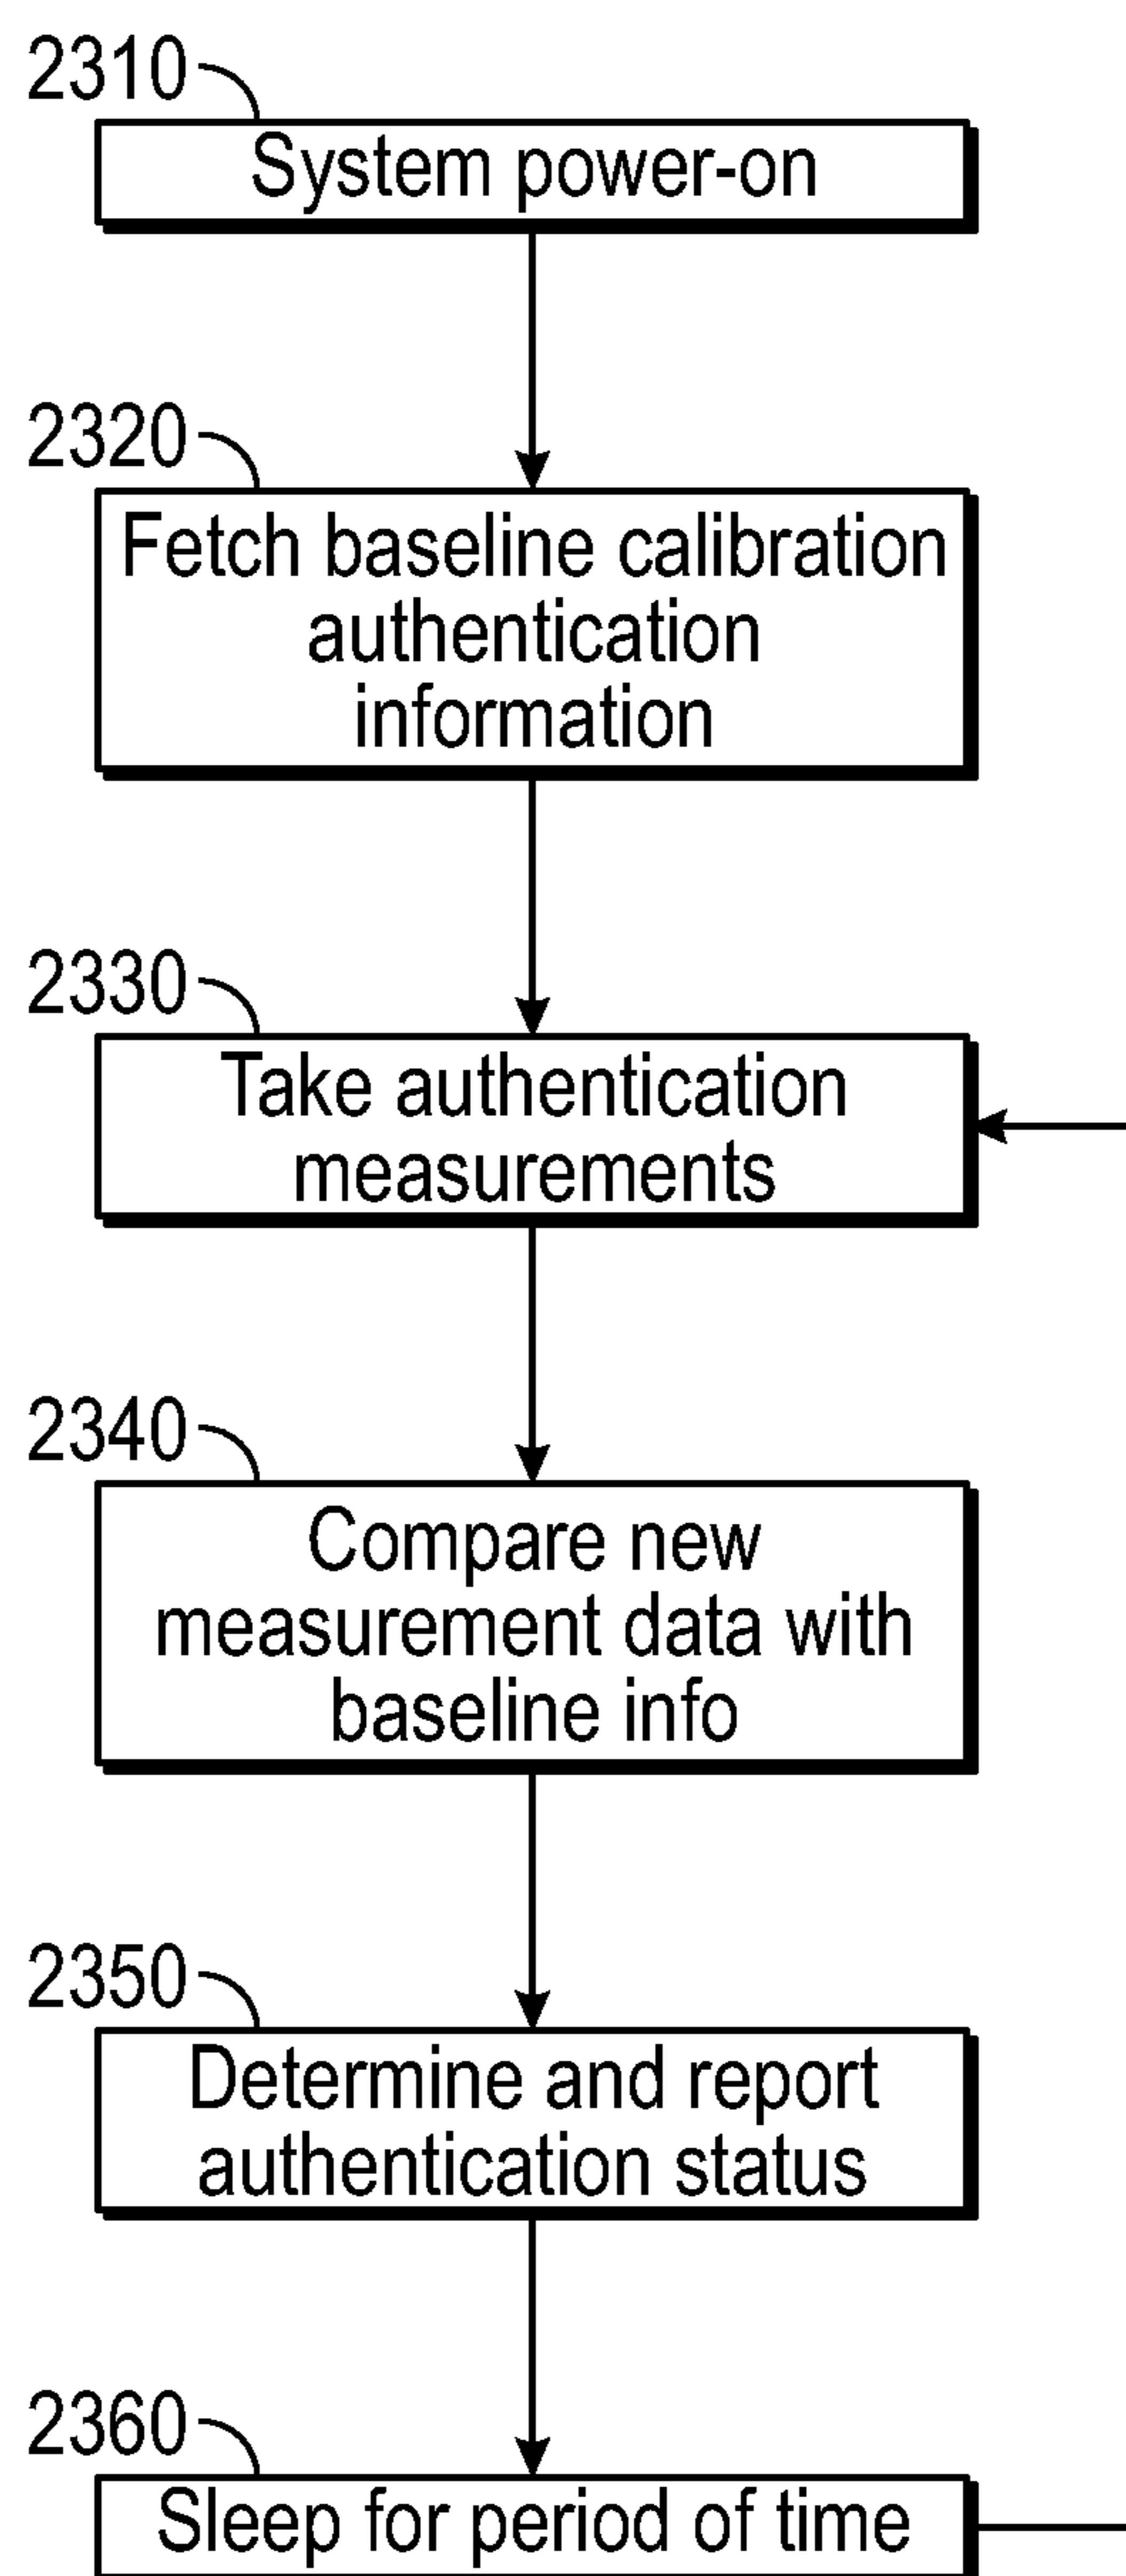 2310
System power-on
2320
Fetch baseline calibration
authentication
information
2330
Take authentication
measurements
2340
Compare new
measurement data with
baseline info
2350
Determine and report
authentication status
2360
Sleep for period of time